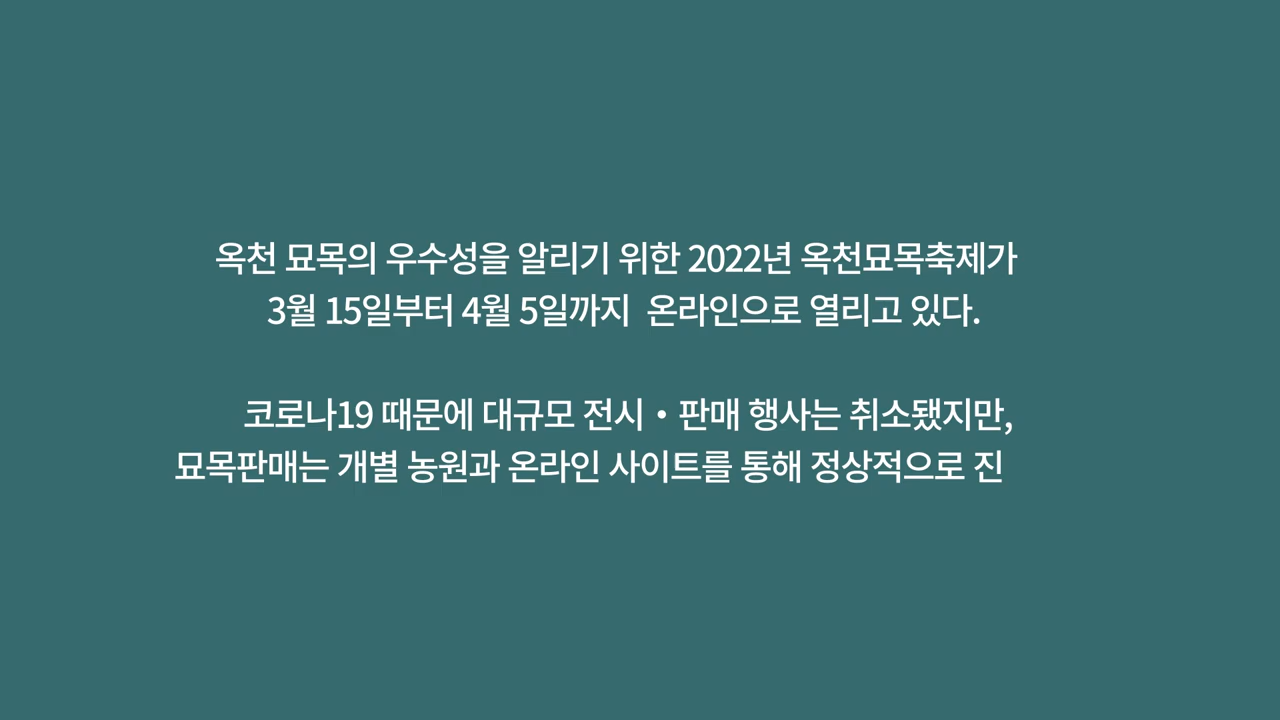 옥천 묘목의 우수성을 알리기 위한 2022년 옥천묘목축제가
3월 15일부터 4월 5일까지 온라인으로 열리고 있다.
코로나19 때문에 대규모 전시・판매 행사는 취소됐지만,
묘목판매는 개별 농원과 온라인 사이트를 통해 정상적으로 진